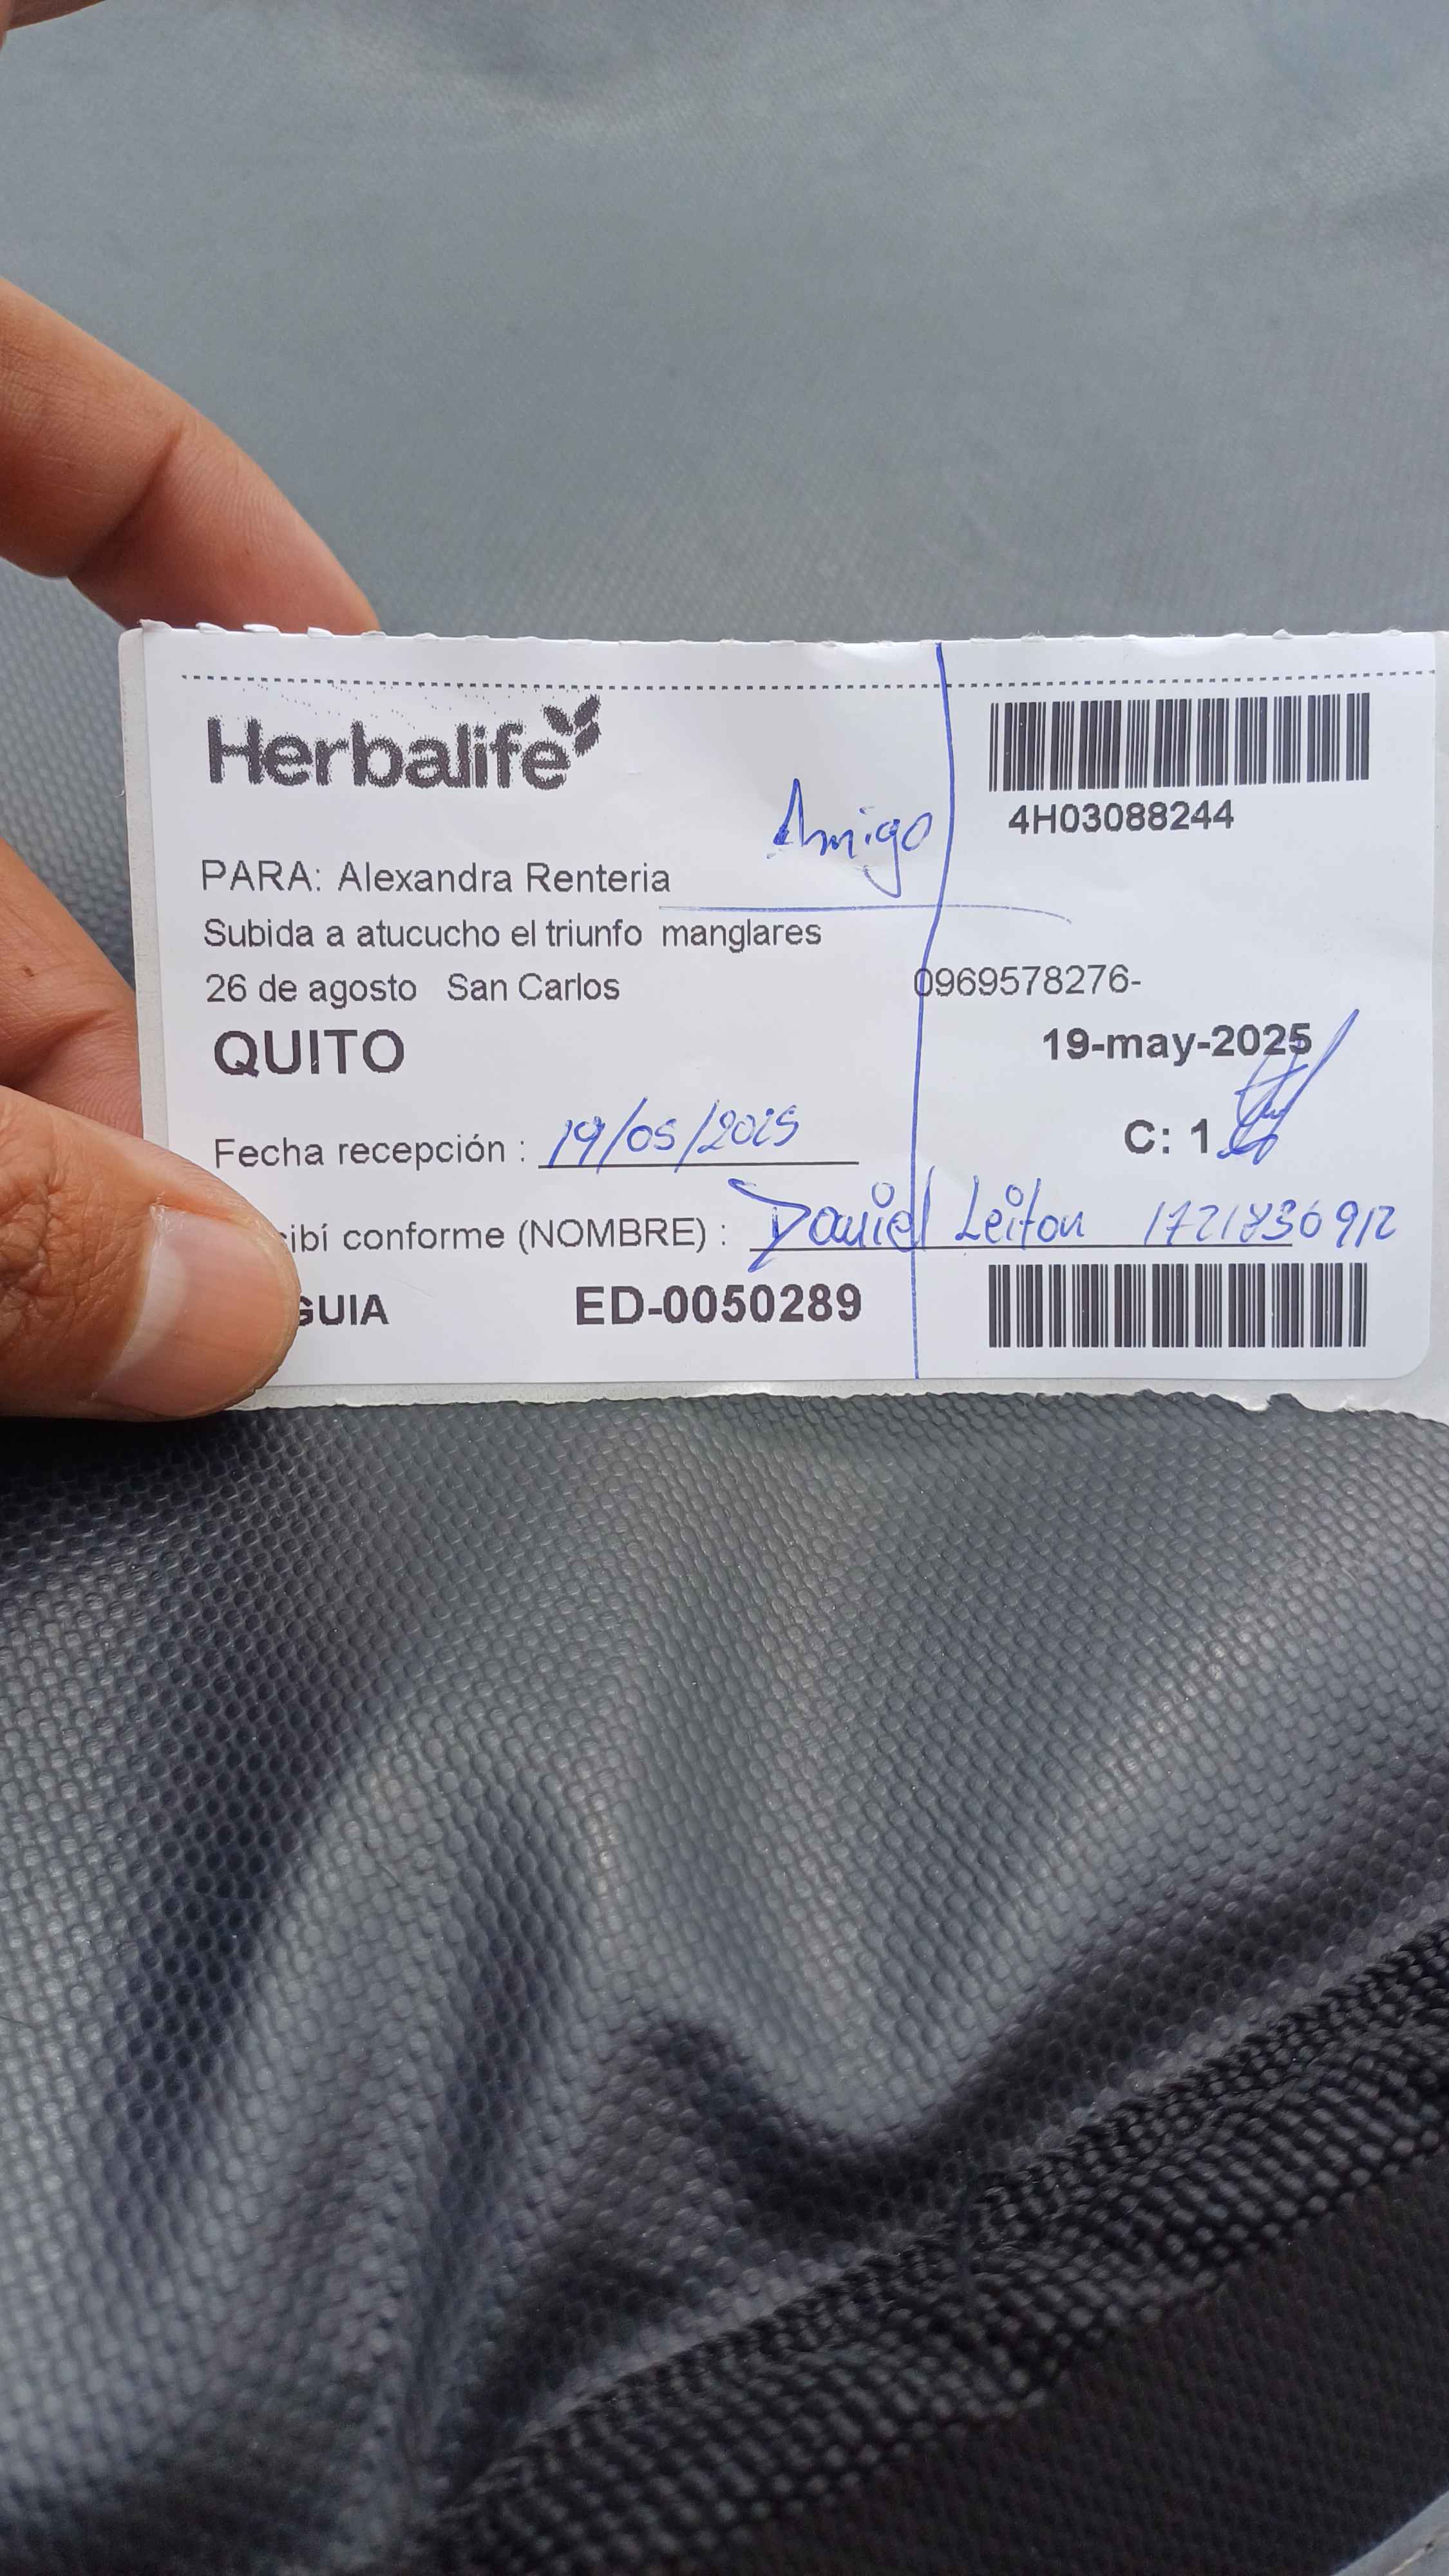 Herbalife
4H03088244
Amigo
PARA: Alexandra Renteria
Subida a atucucho el triunfo manglares
26 de agosto San Carlos 0969578276-
QUITO 19-may-2025
Fecha recepción : 19/05/2025 C: 1
cibí conforme (NOMBRE) : Daniel Leiton 1721830912
GUIA ED-0050289